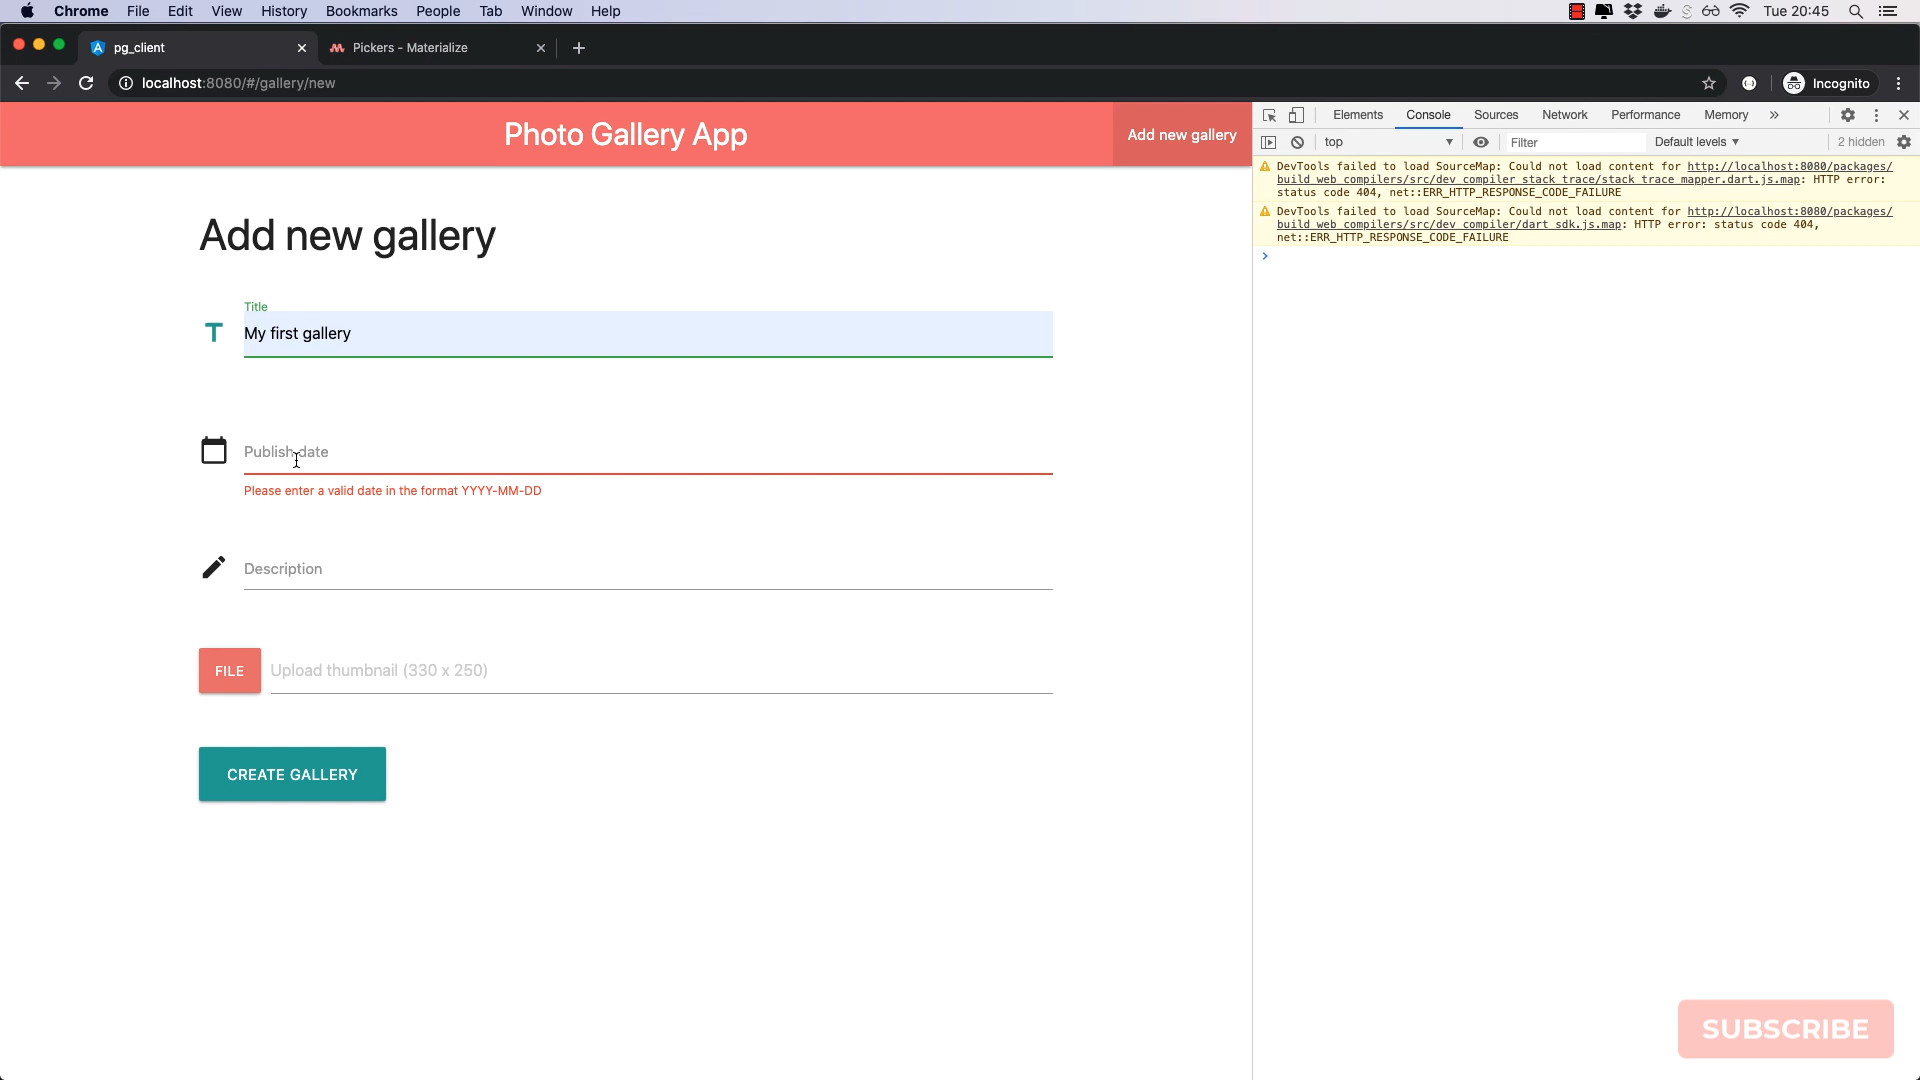 Chrome File Edit View History Bookmarks People Tab Window Help Tue 20:45
pg_client Pickers - Materialize
localhost:8080/#/gallery/new Incognito
Photo Gallery App Add new gallery
Elements Console Sources Network Performance Memory
top Filter Default levels 2 hidden
DevTools failed to load SourceMap: Could not load content for http://localhost:8080/packages/
build_web_compilers/src/dev_compiler_stack_trace/stack_trace_mapper.dart.js.map: HTTP error:
status code 404, net::ERR_HTTP_RESPONSE_CODE_FAILURE
DevTools failed to load SourceMap: Could not load content for http://localhost:8080/packages/
build_web_compilers/src/dev_compiler/dart_sdk.js.map: HTTP error: status code 404,
net::ERR_HTTP_RESPONSE_CODE_FAILURE
Add new gallery
Title
My first gallery
Publish date
Please enter a valid date in the format YYYY-MM-DD
Description
FILE Upload thumbnail (330 x 250)
CREATE GALLERY
SUBSCRIBE